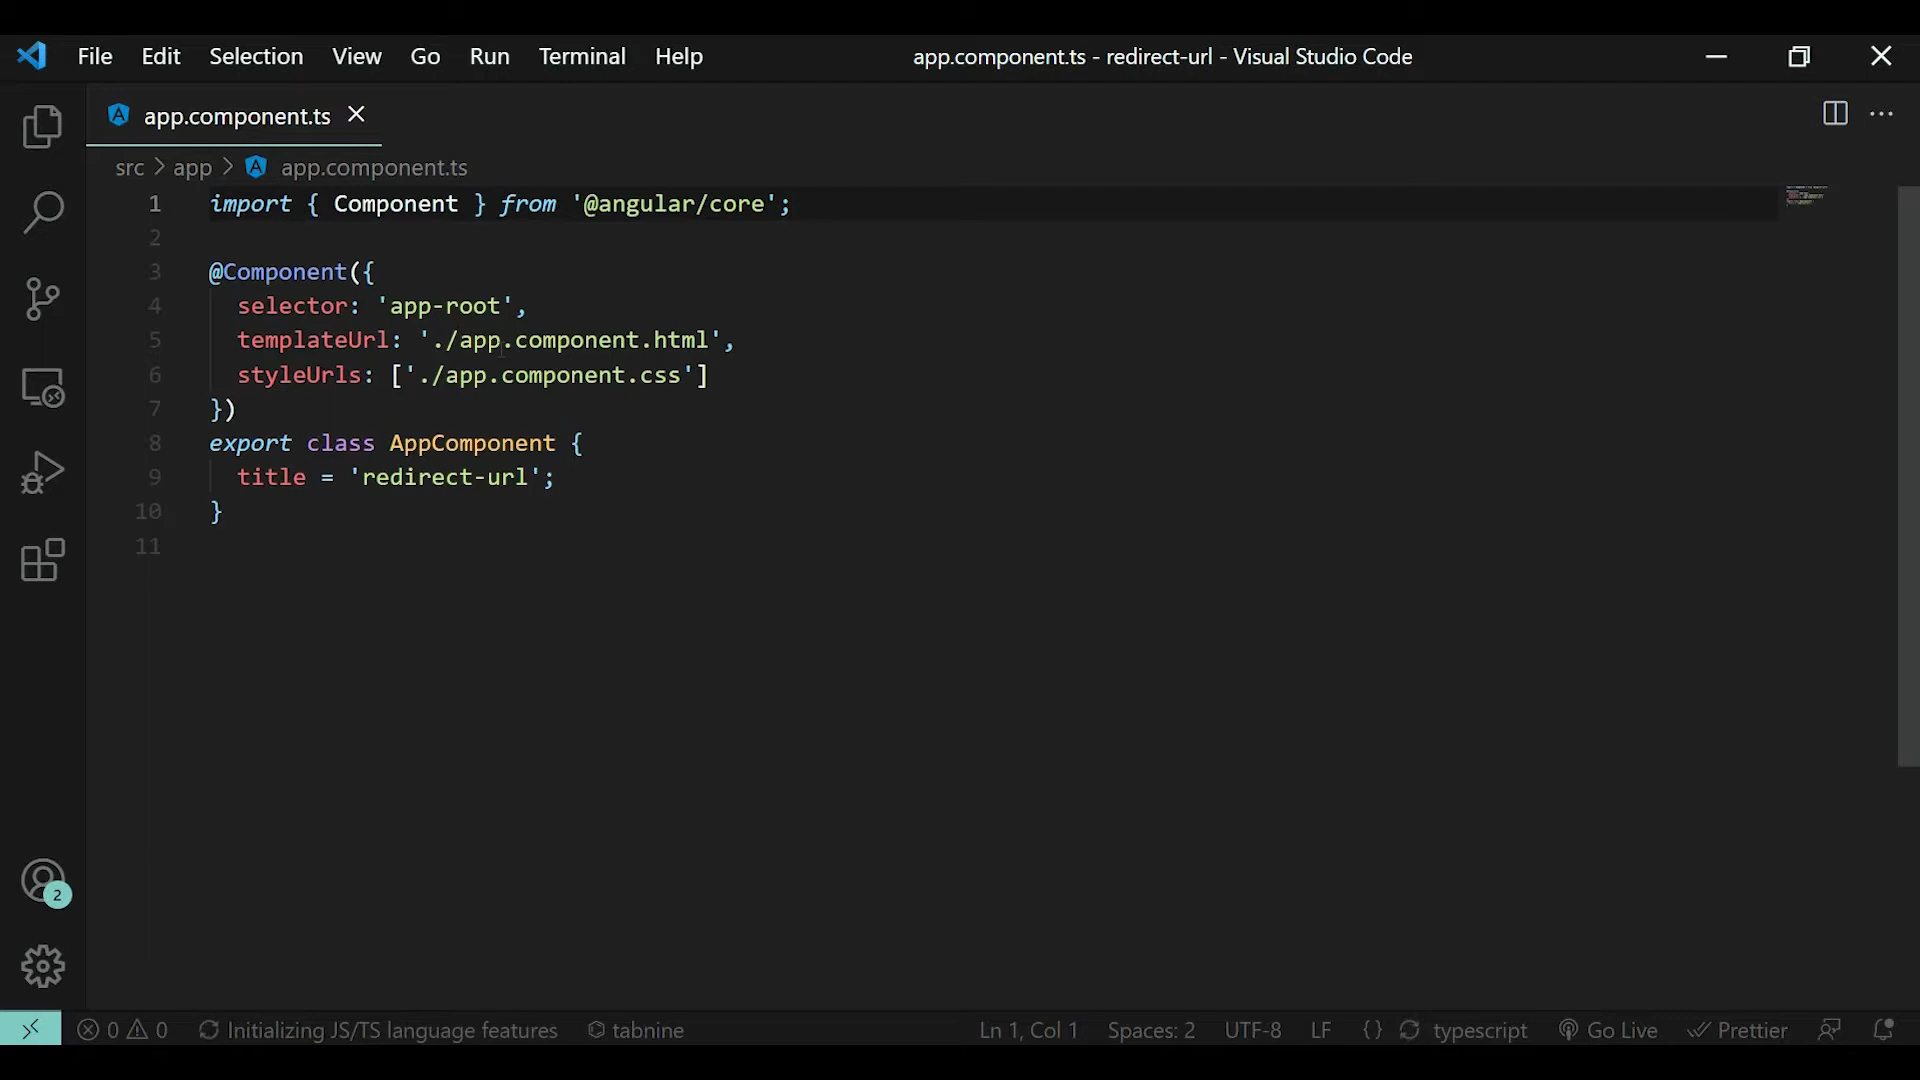 File Edit Selection View Go Run Terminal Help app.component.ts - redirect-url - Visual Studio Code
app.component.ts
src > app > app.component.ts
1 import { Component } from '@angular/core';
2
3 @Component({
4 selector: 'app-root',
5 templateUrl: './app.component.html',
6 styleUrls: ['./app.component.css']
7 })
8 export class AppComponent {
9 title = 'redirect-url';
10 }
11
2
0 0 Initializing JS/TS language features tabnine Ln 1, Col 1 Spaces: 2 UTF-8 LF {} typescript Go Live Prettier